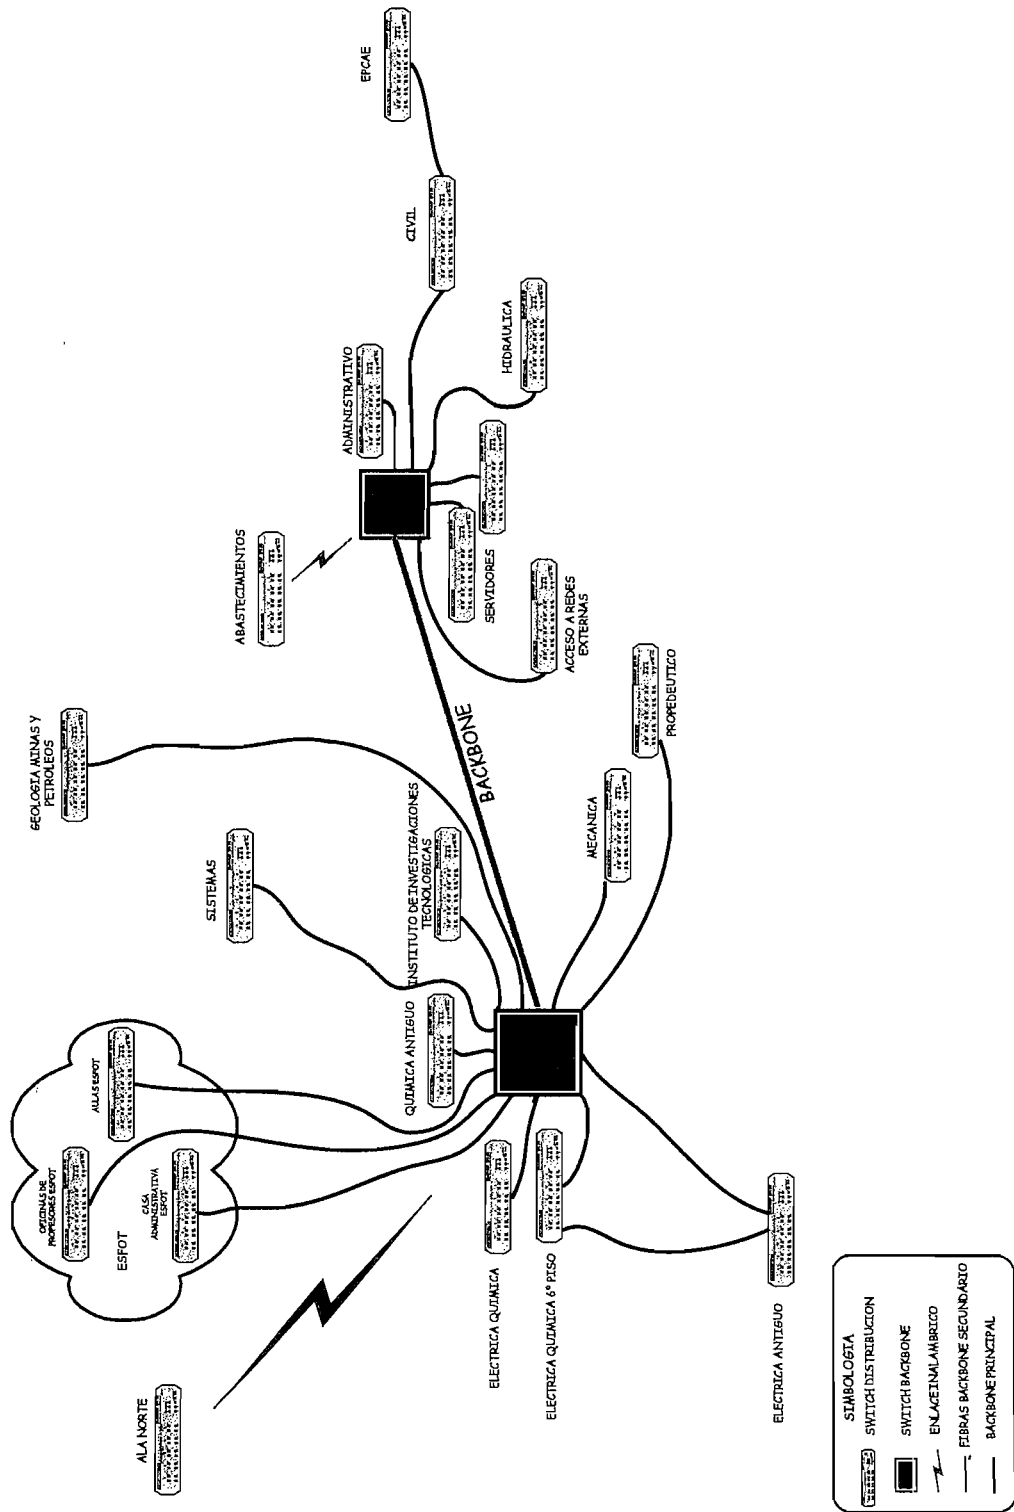 ALA NORTE
OFICINAS DE
PROFESORES ESFOT
AULAS ESFOT
CASA
ADMINISTRATIVA
ESFOT
ESFOT
GEOLOGIA MINAS Y
PETROLEOS
SISTEMAS
ABASTECIMIENTOS
ADMINISTRATIVO
EPCAE
CIVIL
HIDRAULICA
SERVIDORES
ACCESO A REDES
EXTERNAS
BACKBONE
INSTITUTO DE INVESTIGACIONES
TECNOLOGICAS
QUIMICA ANTIGUO
MECANICA
PROPEDEUTICO
ELECTRICA QUIMICA
ELECTRICA QUIMICA 6º PISO
ELECTRICA ANTIGUO
SIMBOLOGIA
SWITCH DISTRIBUCION
SWITCH BACKBONE
ENLACE INALAMBRICO
FIBRAS BACKBONE SECUNDÁRIO
BACKBONE PRINCIPAL